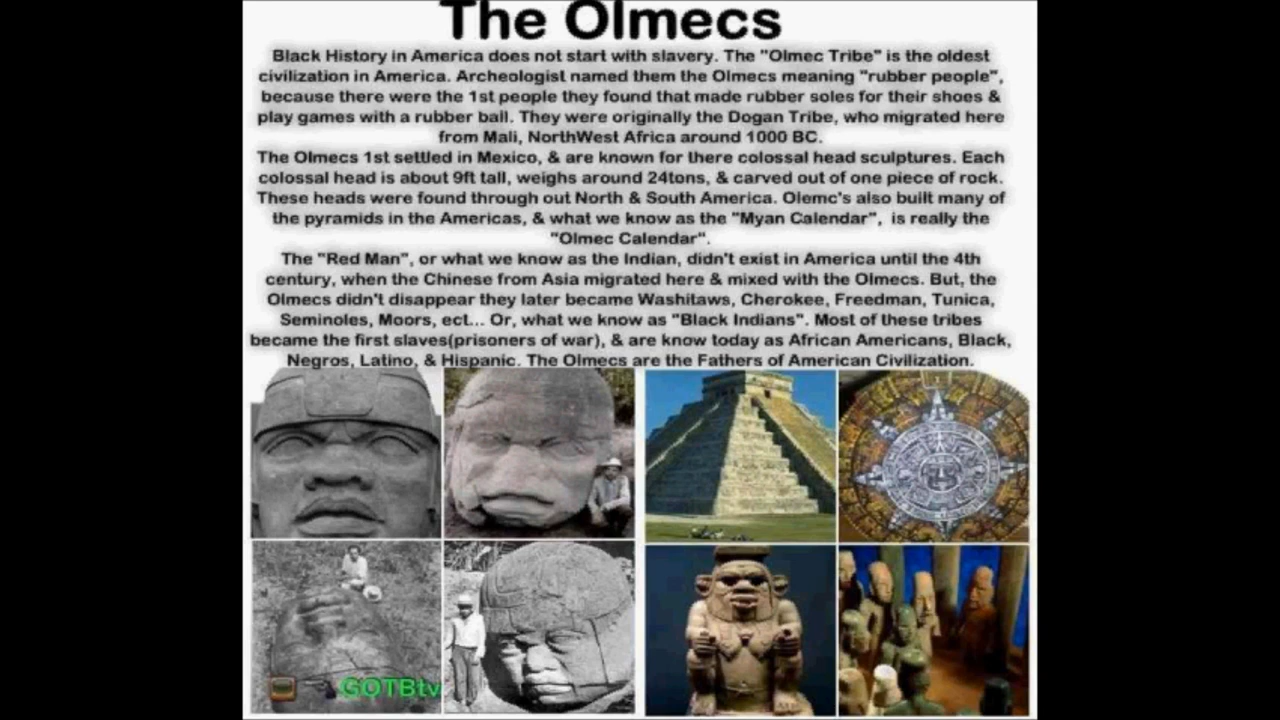 The Olmecs
Black History in America does not start with slavery. The "Olmec Tribe" is the oldest
civilization in America. Archeologist named them the Olmecs meaning "rubber people",
because there were the 1st people they found that made rubber soles for their shoes &
play games with a rubber ball. They were originally the Dogan Tribe, who migrated here
from Mali, NorthWest Africa around 1000 BC.
The Olmecs 1st settled in Mexico, & are known for there colossal head sculptures. Each
colossal head is about 9ft tall, weighs around 24tons, & carved out of one piece of rock.
These heads were found through out North & South America. Olemc's also built many of
the pyramids in the Americas, & what we know as the "Myan Calendar", is really the
"Olmec Calendar".
The "Red Man", or what we know as the Indian, didn't exist in America until the 4th
century, when the Chinese from Asia migrated here & mixed with the Olmecs. But, the
Olmecs didn't disappear they later became Washitaws, Cherokee, Freedman, Tunica,
Seminoles, Moors, ect... Or, what we know as "Black Indians". Most of these tribes
became the first slaves(prisoners of war), & are know today as African Americans, Black,
Negros, Latino, & Hispanic. The Olmecs are the Fathers of American Civilization.
GOTBtv